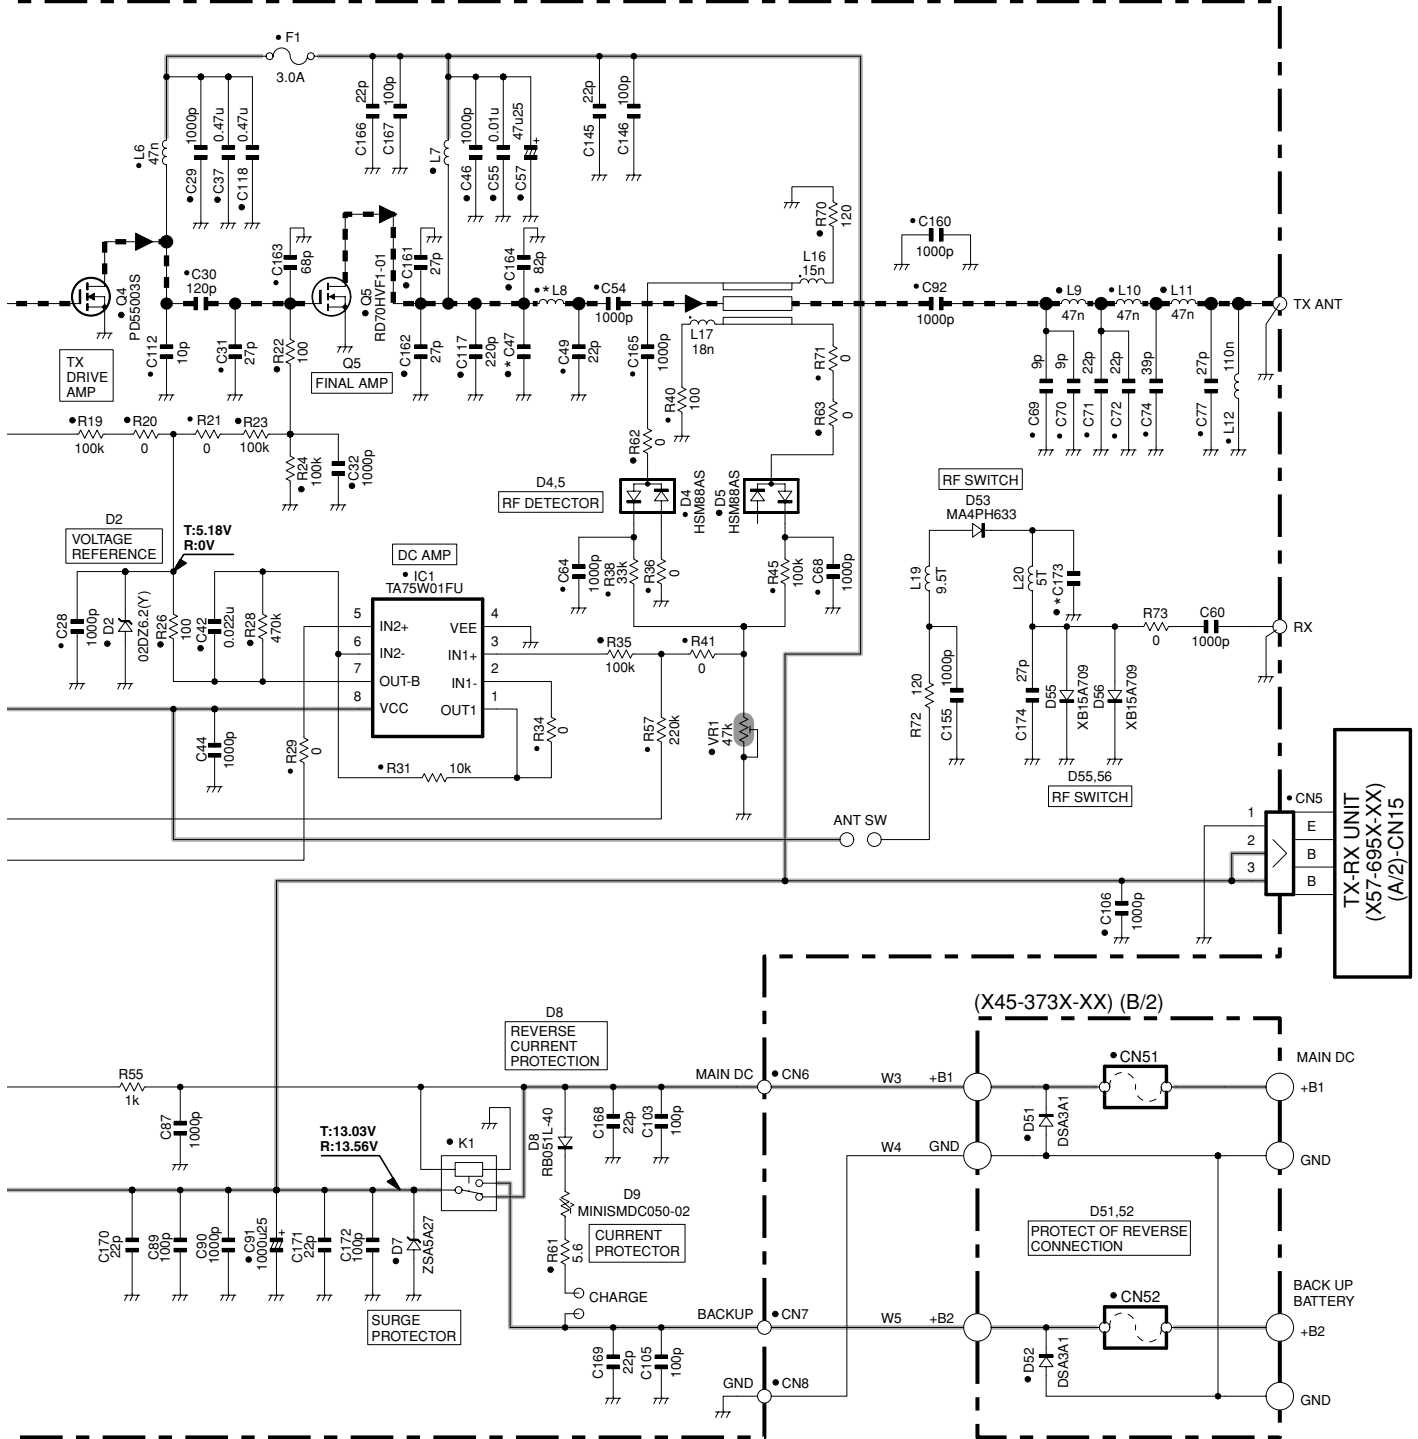 • F1
3.0A
• L6
47n
1000p
● C29
0.47u
● C37
0.47u
● C118
22p
C166
100p
C167
● L7
1000p
● C46
0.01u
● C55
47u25
● C57
+
22p
C145
100p
C146
● R70
120
L16
15n
• C160
1000p
Q4
PD55003S
• C30
120p
C163
68p
Q5
RD70HVF1-01
● C161
27p
● C164
82p
•* L8
• C54
1000p
• C92
1000p
• L9
47n
• L10
47n
• L11
47n
TX ANT
TX
DRIVE
AMP
● C112
10p
● C31
27p
● R22
100
Q5
FINAL AMP
● C162
27p
● C117
220p
●* C47
● C49
22p
● C165
1000p
L17
18n
● R40
100
● R71
0
● R63
0
9p
• C69
9p
• C70
22p
• C71
22p
• C72
39p
• C74
27p
• C77
110n
• L12
●R19
100k
●R20
0
●R21
0
●R23
100k
● R24
100k
● C32
1000p
● R62
0
D4,5
RF DETECTOR
• D4
HSM88AS
● D5
HSM88AS
RF SWITCH
D53
MA4PH633
D2
VOLTAGE
REFERENCE
T:5.18V
R:0V
DC AMP
• IC1
TA75W01FU
• C64
1000p
•R38
33k
• R36
0
• R45
100k
• C68
1000p
L19
9.5T
L20
5T
●* C173
R73
0
C60
1000p
RX
• C28
1000p
• D2
02DZ6.2(Y)
• R26
100
• C42
0.022u
• R28
470k
5 IN2+
6 IN2-
7 OUT-B
8 VCC
VEE 4
IN1+ 3
IN1- 2
OUT1 1
• R35
100k
• R41
0
C44
1000p
• R29
0
• R31
10k
• R34
0
• R57
220k
● VR1
47k
120
R72
1000p
C155
27p
C174
D55
XB15A709
D56
XB15A709
D55,56
RF SWITCH
ANT SW
• CN5
1 E
2 B
3 B
TX-RX UNIT
(X57-695X-XX)
(A/2)-CN15
● C106
1000p
(X45-373X-XX) (B/2)
D8
REVERSE
CURRENT
PROTECTION
R55
1k
C87
1000p
MAIN DC
• CN6
W3
+B1
• CN51
MAIN DC
+B1
T:13.03V
R:13.56V
• K1
D8
RB051L-40
C168
22p
C103
100p
• D51
DSA3A1
W4
GND
GND
C170
22p
C89
100p
C90
1000p
● C91
1000u25
+
C171
22p
C172
100p
● D7
ZSA5A27
D9
MINISMDC050-02
CURRENT
PROTECTOR
● R61
5.6
D51,52
PROTECT OF REVERSE
CONNECTION
CHARGE
SURGE
PROTECTOR
BACKUP
• CN7
W5
+B2
• CN52
BACK UP
BATTERY
+B2
C169
22p
C105
100p
• D52
DSA3A1
GND
• CN8
GND